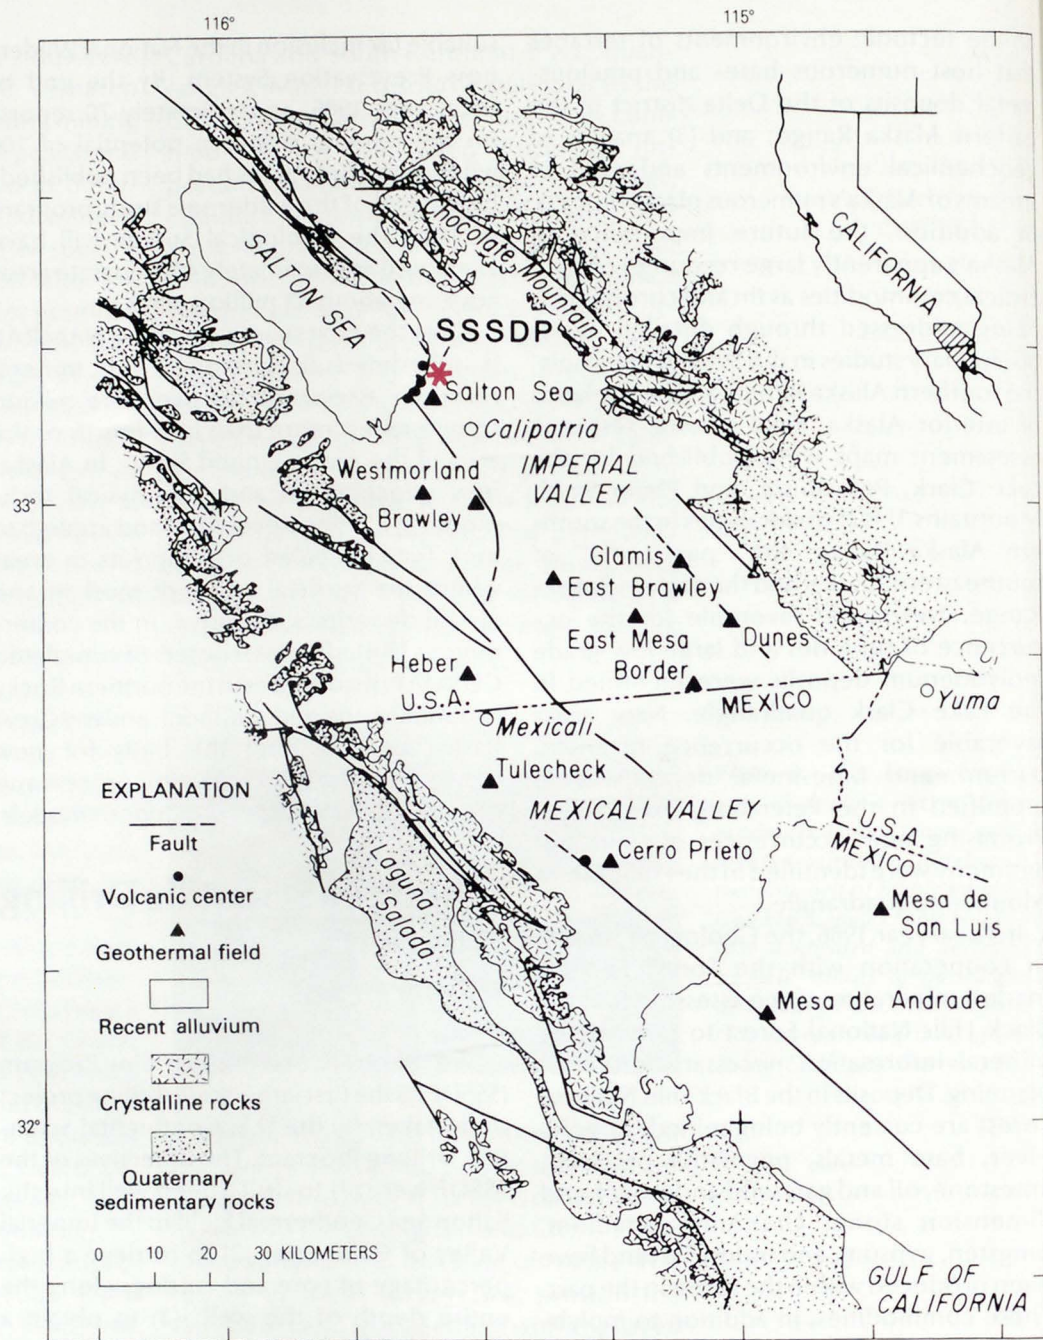 116°
115°
SALTON SEA
Chocolate Mountains
CALIFORNIA
SSSDP
Salton Sea
Calipatria
IMPERIAL
VALLEY
Westmorland
Brawley
33°
Glamis
East Brawley
East Mesa
Dunes
Border
Heber
U.S.A.
MEXICO
Yuma
Mexicali
Tulecheck
MEXICALI VALLEY
Cerro Prieto
U.S.A.
MEXICO
Mesa de
San Luis
Laguna
Salada
Mesa de Andrade
EXPLANATION
Fault
Volcanic center
Geothermal field
Recent alluvium
Crystalline rocks
32°
Quaternary
sedimentary rocks
0 10 20 30 KILOMETERS
GULF OF
CALIFORNIA